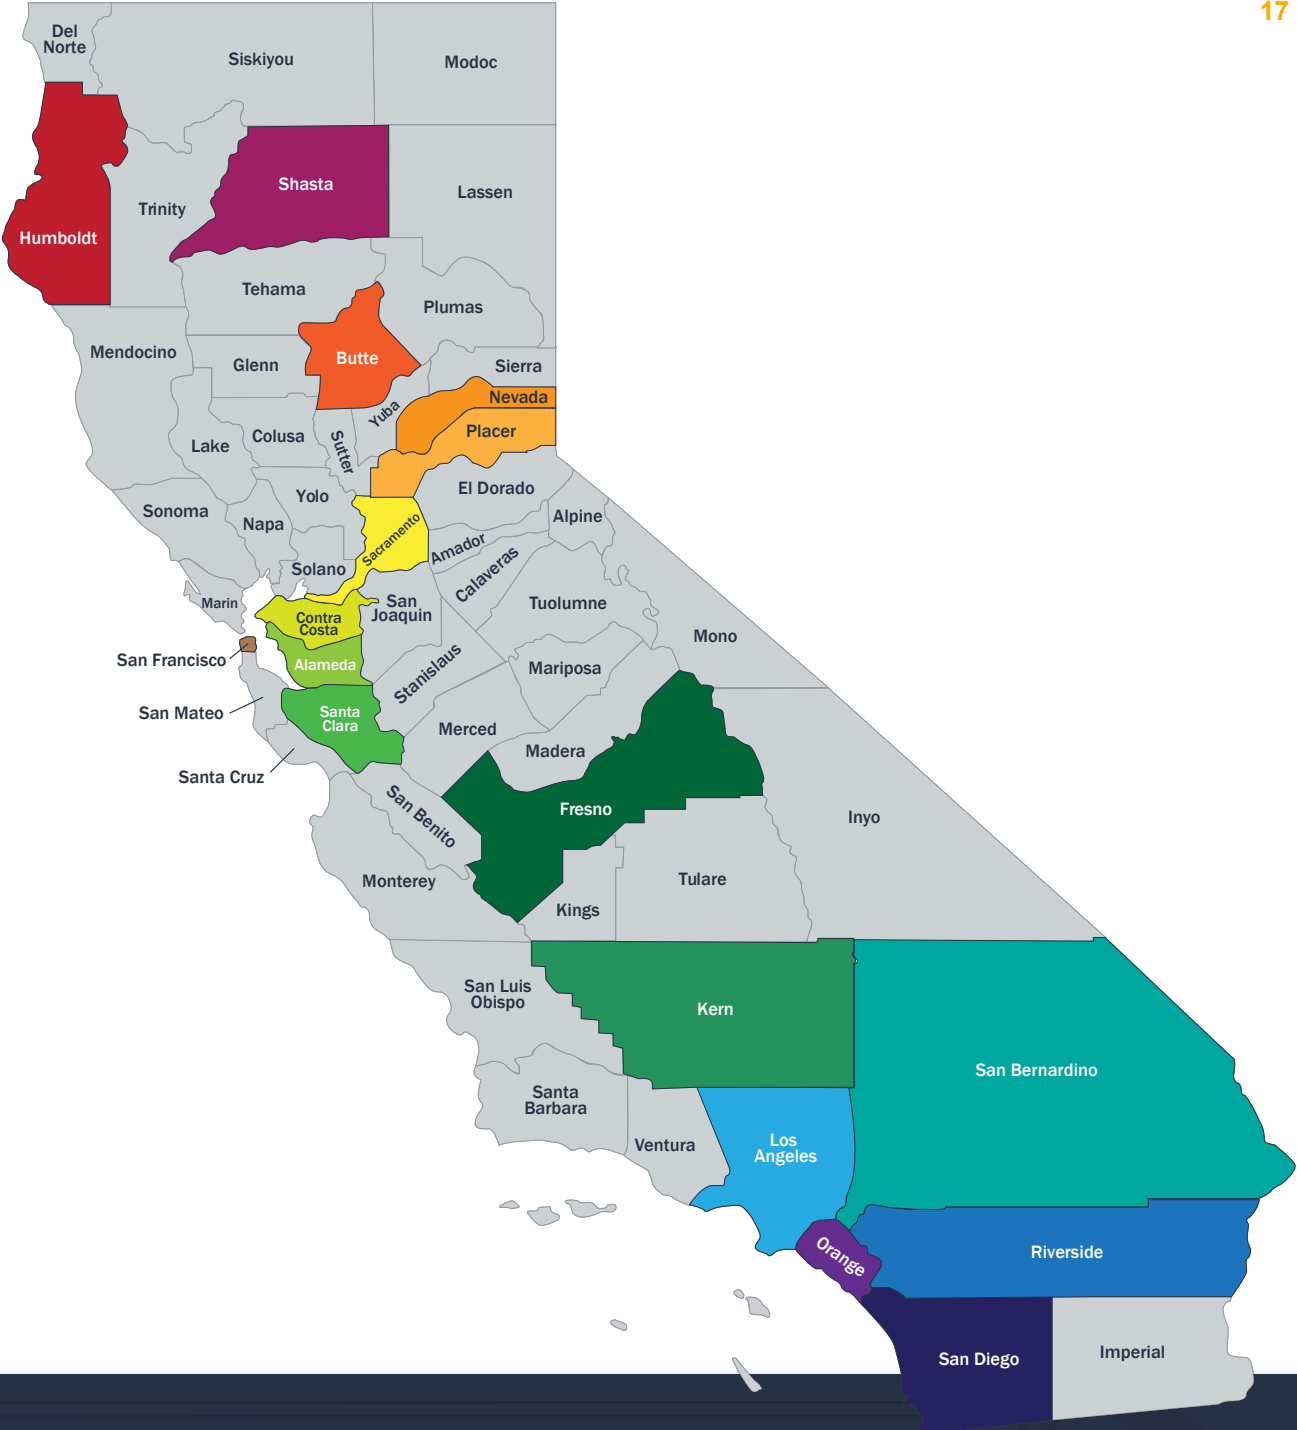 17
Del
Norte
Siskiyou
Modoc
Humboldt
Trinity
Shasta
Lassen
Tehama
Plumas
Mendocino
Glenn
Butte
Sierra
Nevada
Yuba
Placer
Lake
Colusa
Sutter
El Dorado
Sonoma
Napa
Yolo
Sacramento
Alpine
Amador
Solano
Calaveras
Marin
Contra
Costa
San
Joaquin
Tuolumne
Mono
San Francisco
Alameda
Stanislaus
Mariposa
San Mateo
Santa
Clara
Merced
Madera
Santa Cruz
San Benito
Fresno
Inyo
Monterey
Kings
Tulare
San Luis
Obispo
Kern
San Bernardino
Santa
Barbara
Ventura
Los
Angeles
Orange
Riverside
San Diego
Imperial